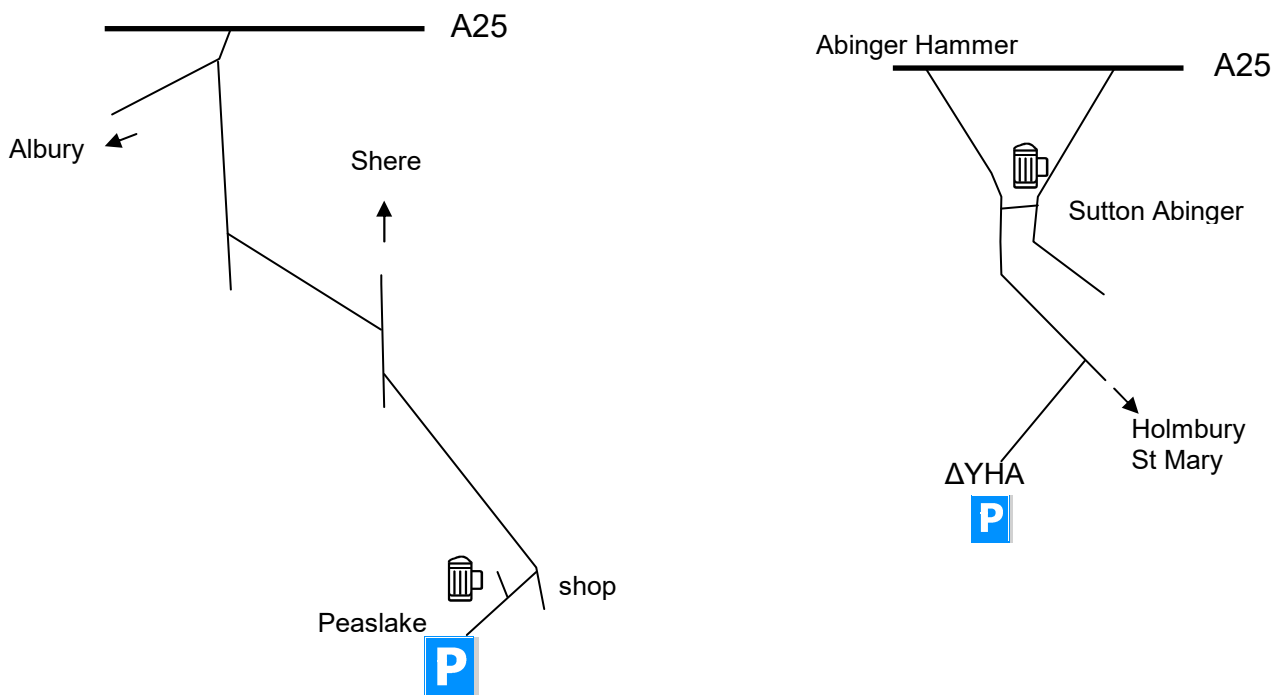 A25
Albury
Shere
shop
Peaslake
P
Abinger Hammer
A25
Sutton Abinger
Holmbury
St Mary
ΔYHA
P